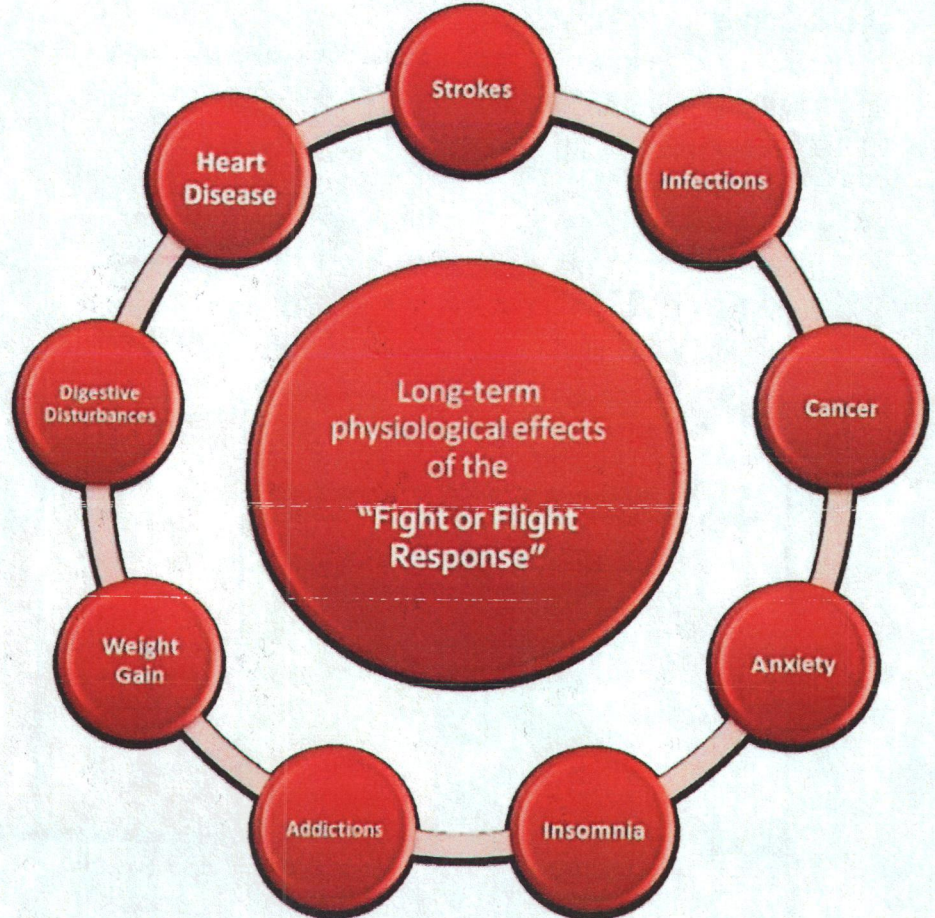 Long-term
physiological effects
of the
"Fight or Flight
Response"
Strokes
Infections
Cancer
Anxiety
Insomnia
Addictions
Weight
Gain
Digestive
Disturbances
Heart
Disease